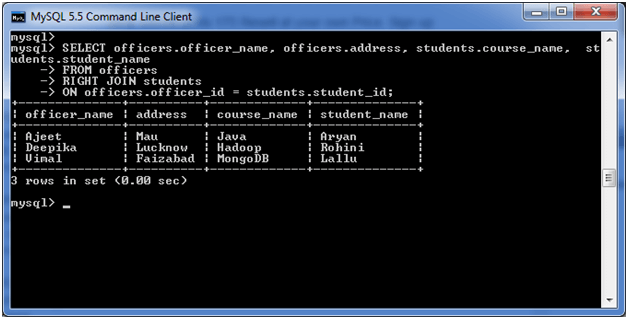 MySQL 5.5 Command Line Client
mysql>
mysql> SELECT officers.officer_name, officers.address, students.course_name,  st
udents.student_name
    -> FROM officers
    -> RIGHT JOIN students
    -> ON officers.officer_id = students.student_id;
+--------------+----------+-------------+--------------+
| officer_name | address  | course_name | student_name |
+--------------+----------+-------------+--------------+
| Ajeet        | Mau      | Java        | Aryan        |
| Deepika      | Lucknow  | Hadoop      | Rohini       |
| Vimal        | Faizabad | MongoDB     | Lallu        |
+--------------+----------+-------------+--------------+
3 rows in set (0.00 sec)
mysql> _